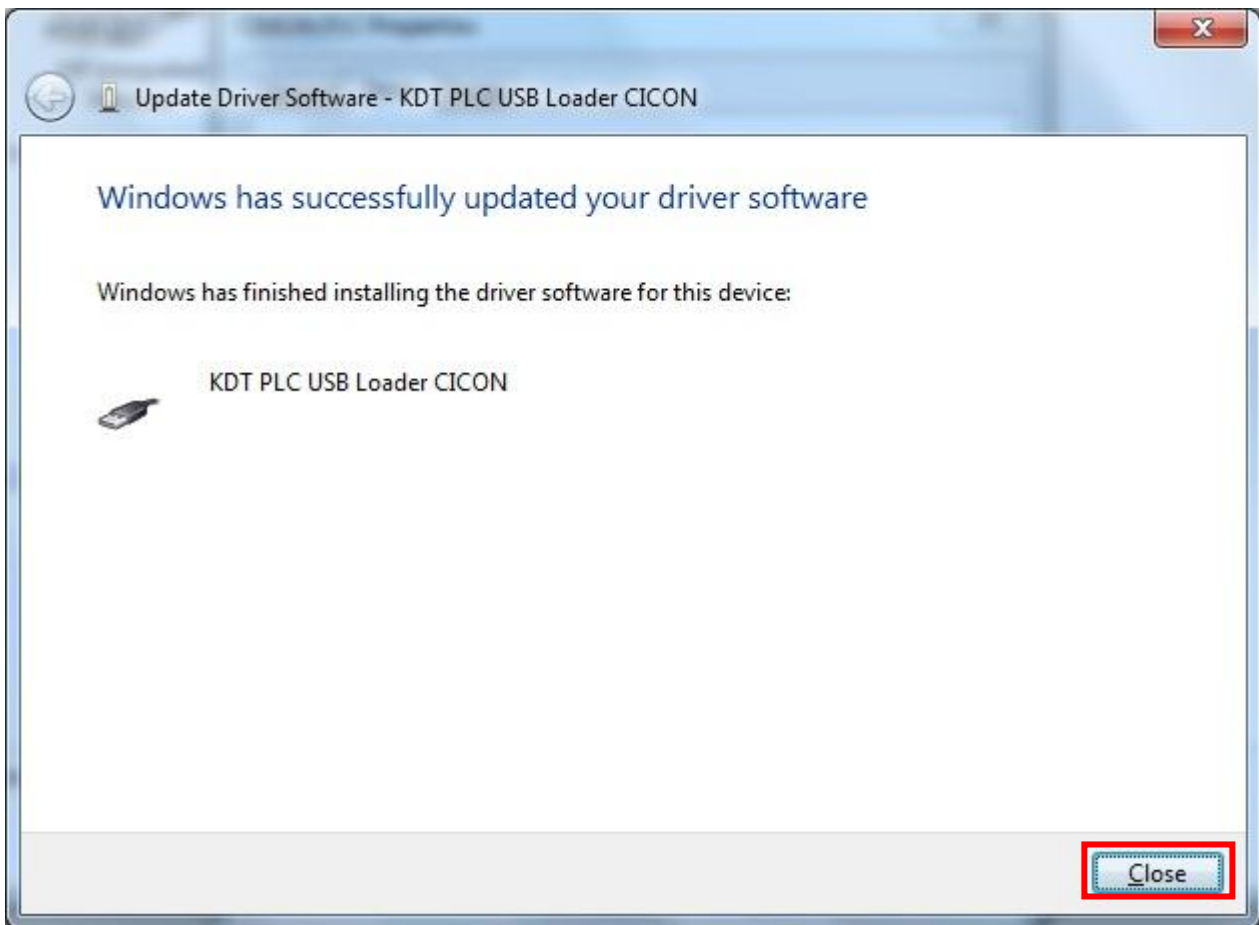 Update Driver Software - KDT PLC USB Loader CICON
Windows has successfully updated your driver software
Windows has finished installing the driver software for this device:
KDT PLC USB Loader CICON
Close